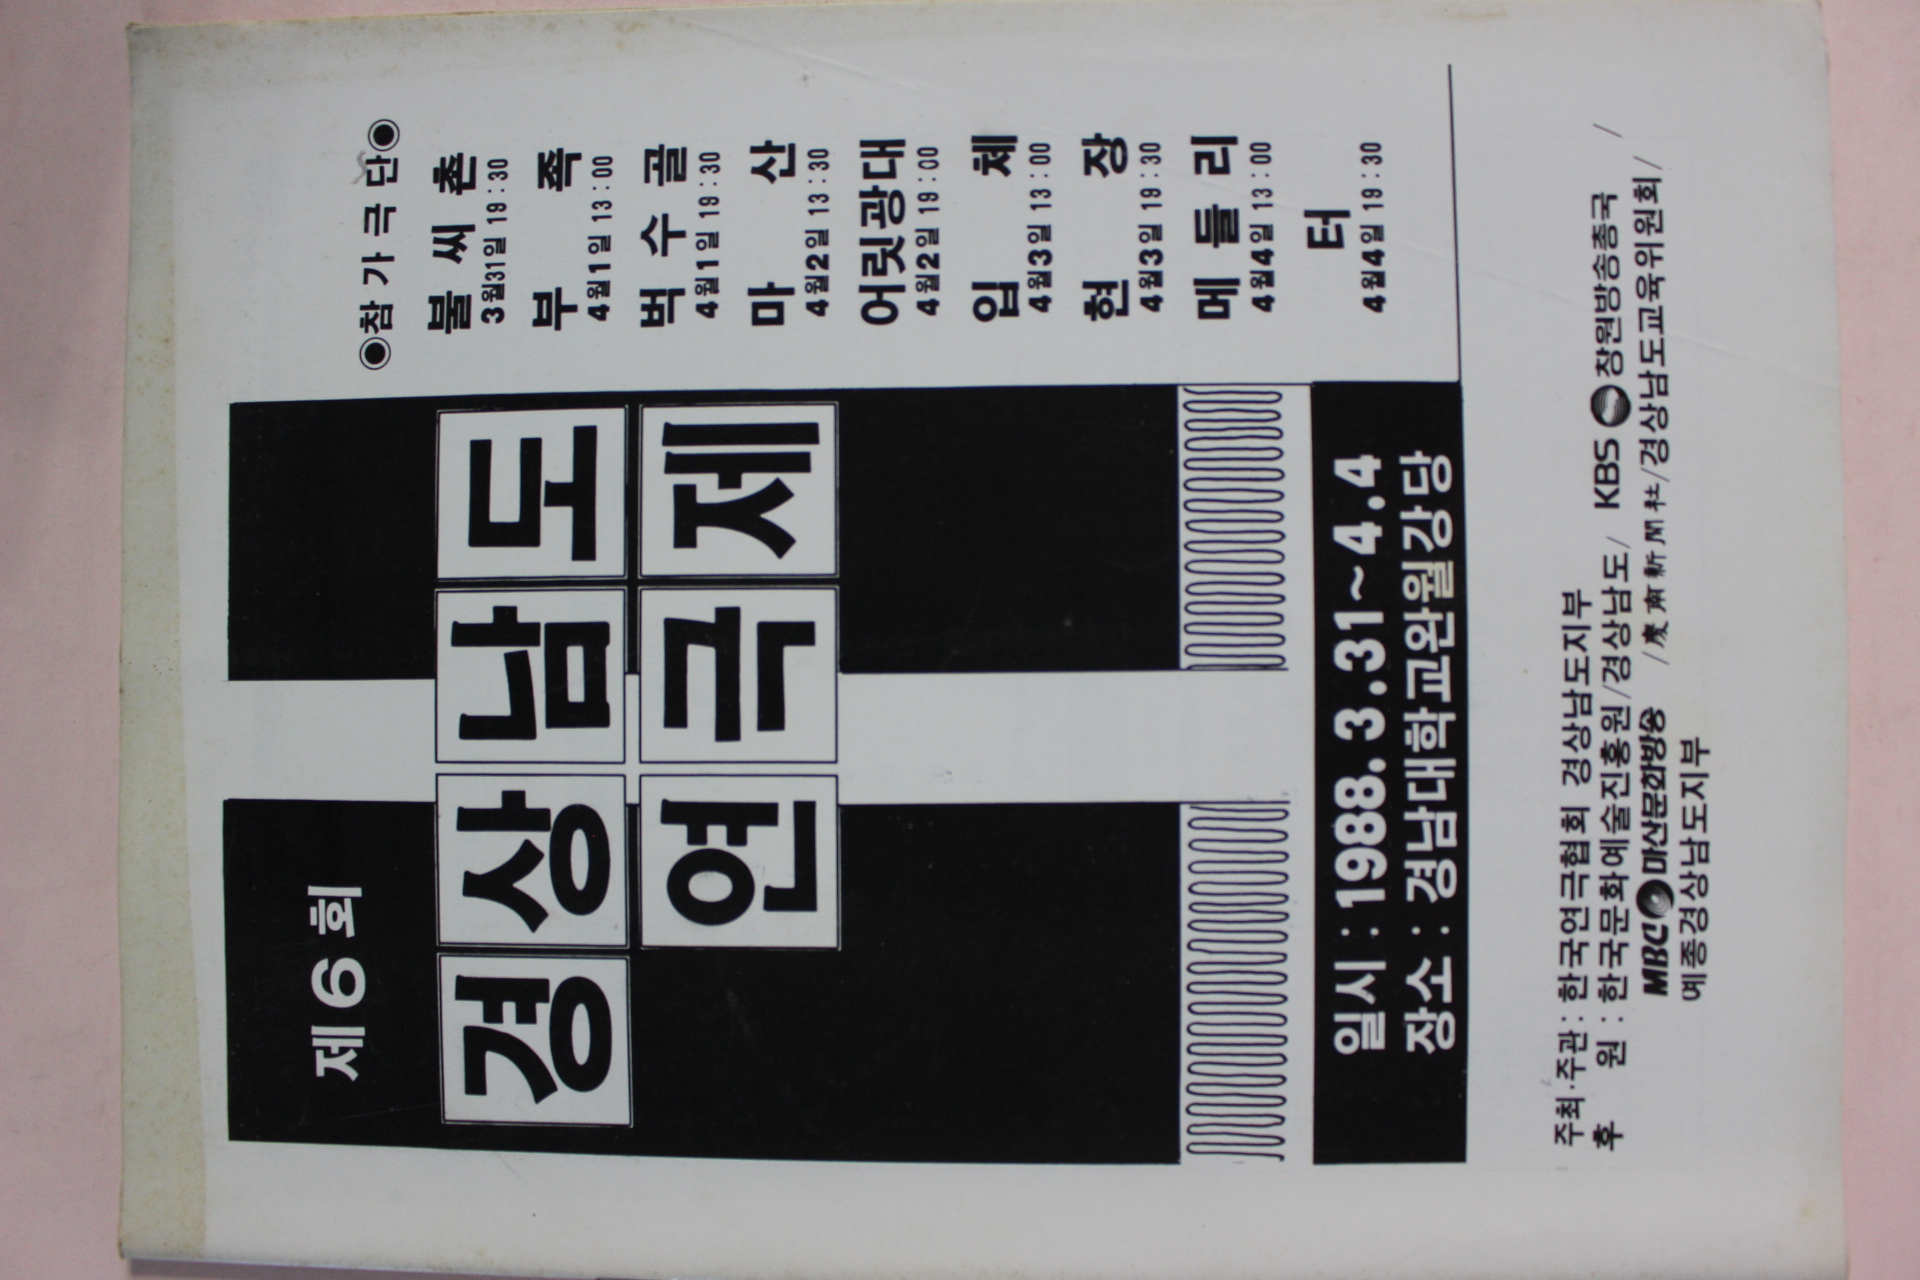 제6회
경상남도
연극제
◉참가극단◉
불씨촌
3월31일 19:30
부족
4월1일 13:00
벅수골
4월1일 19:30
마산
4월2일 13:30
어릿광대
4월2일 19:00
입체
4월3일 13:00
현장
4월3일 19:30
메들리
4월4일 13:00
터
4월4일 19:30
일시:1988.3.31~4.4
장소:경남대학교완월강당
주최·주관:한국연극협회 경상남도지부
후 원:한국문화예술진흥원/경상남도/ KBS 창원방송총국 /
MBC 마산문화방송 /慶南新聞社/경상남도교육위원회/
예총경상남도지부